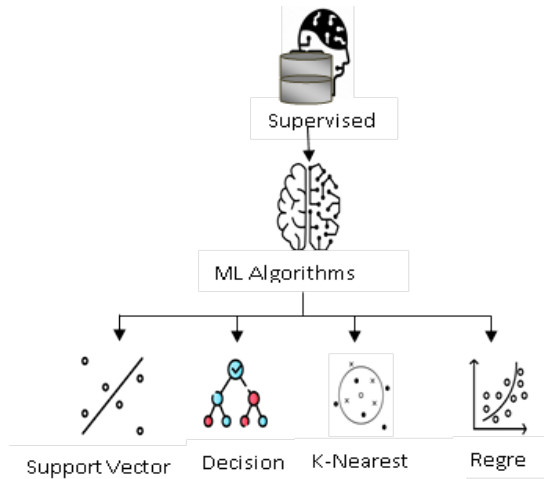 Supervised
ML Algorithms
Support Vector
Decision
K-Nearest
Regre